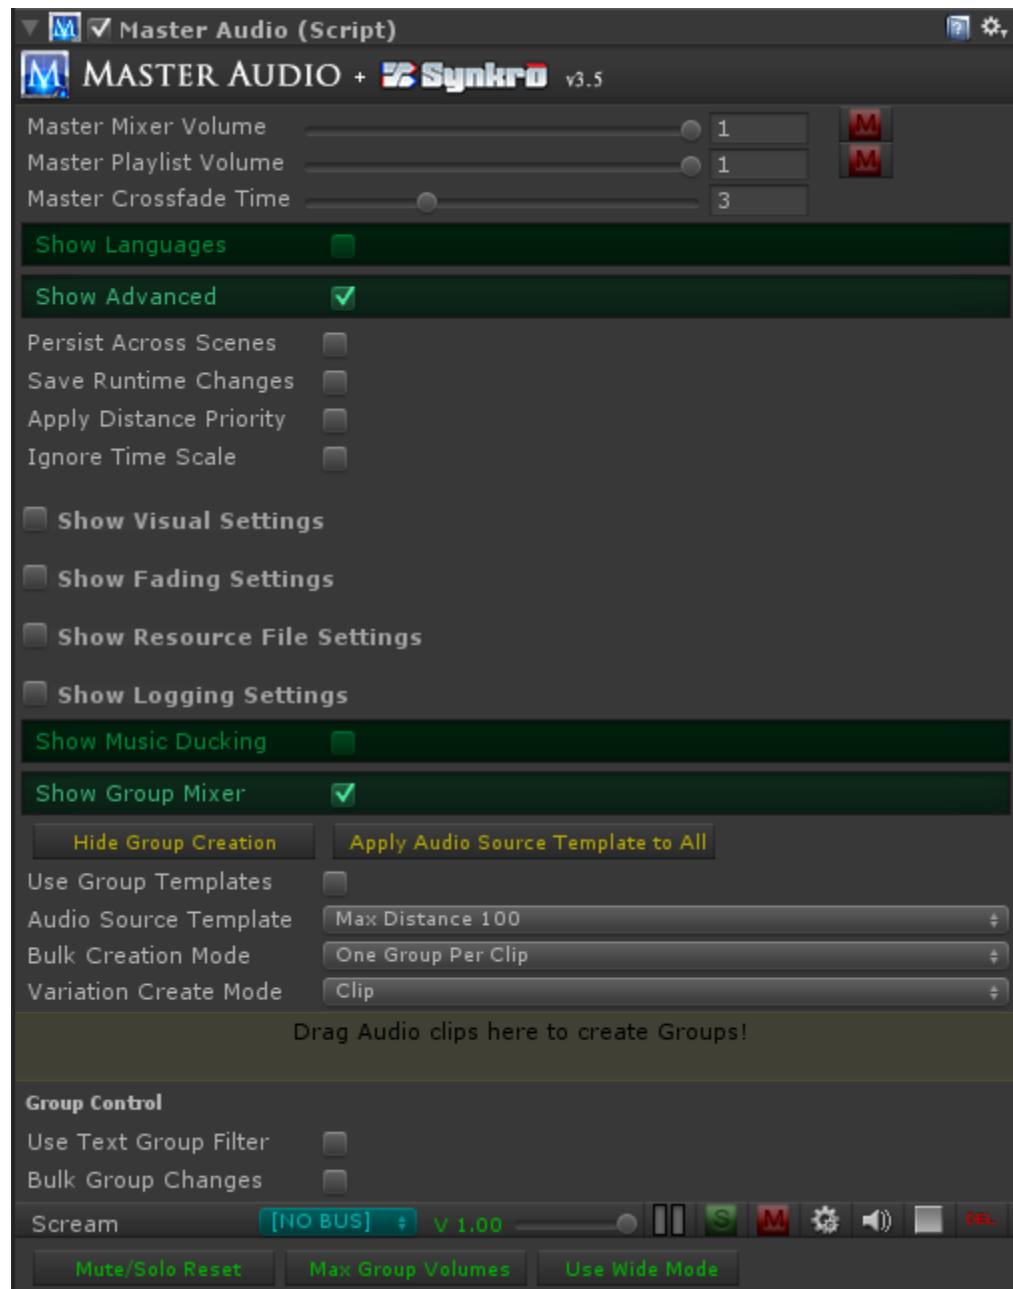 Master Audio (Script)
M MASTER AUDIO + Synkro v3.5
Master Mixer Volume 1 M
Master Playlist Volume 1 M
Master Crossfade Time 3
Show Languages
Show Advanced
Persist Across Scenes
Save Runtime Changes
Apply Distance Priority
Ignore Time Scale
Show Visual Settings
Show Fading Settings
Show Resource File Settings
Show Logging Settings
Show Music Ducking
Show Group Mixer
Hide Group Creation Apply Audio Source Template to All
Use Group Templates
Audio Source Template Max Distance 100
Bulk Creation Mode One Group Per Clip
Variation Create Mode Clip
Drag Audio clips here to create Groups!
Group Control
Use Text Group Filter
Bulk Group Changes
Scream [NO BUS] V 1.00 S M DEL
Mute/Solo Reset Max Group Volumes Use Wide Mode